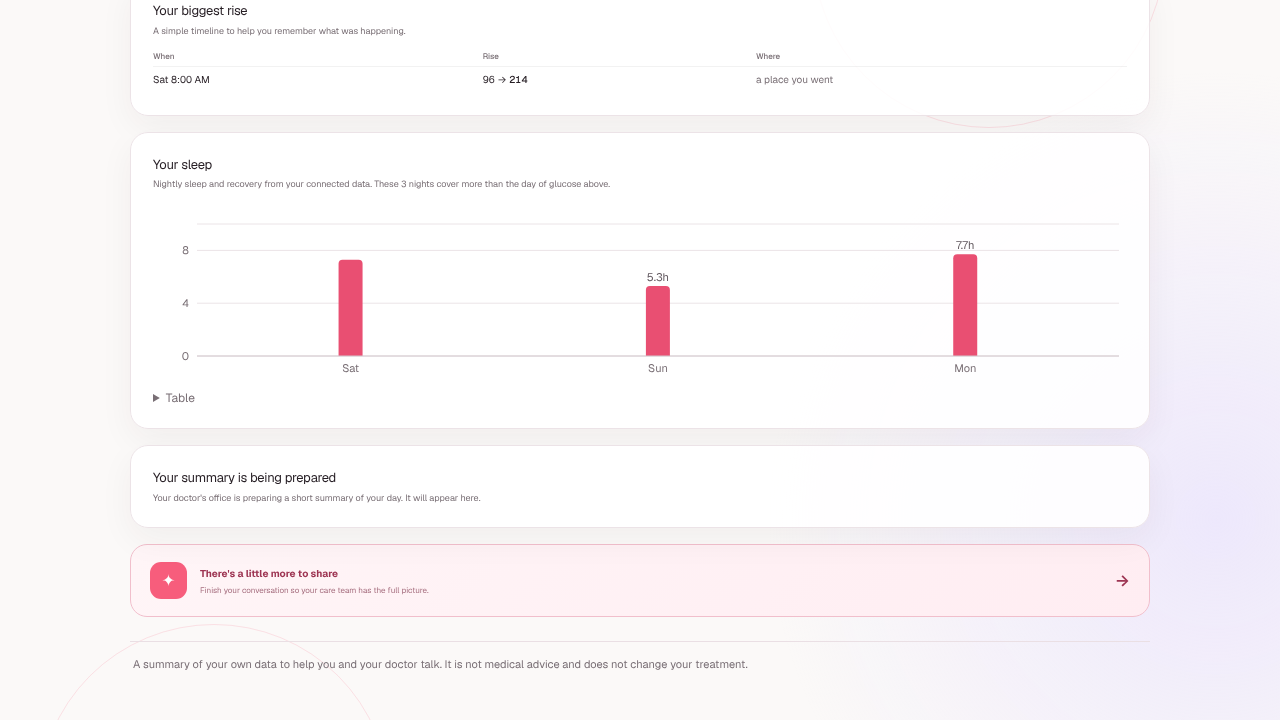 Your biggest rise
A simple timeline to help you remember what was happening.
When Rise Where
Sat 8:00 AM 96 → 214 a place you went
Your sleep
Nightly sleep and recovery from your connected data. These 3 nights cover more than the day of glucose above.
8
4
0
5.3h
7.7h
Sat Sun Mon
Table
Your summary is being prepared
Your doctor's office is preparing a short summary of your day. It will appear here.
There's a little more to share
Finish your conversation so your care team has the full picture.
A summary of your own data to help you and your doctor talk. It is not medical advice and does not change your treatment.